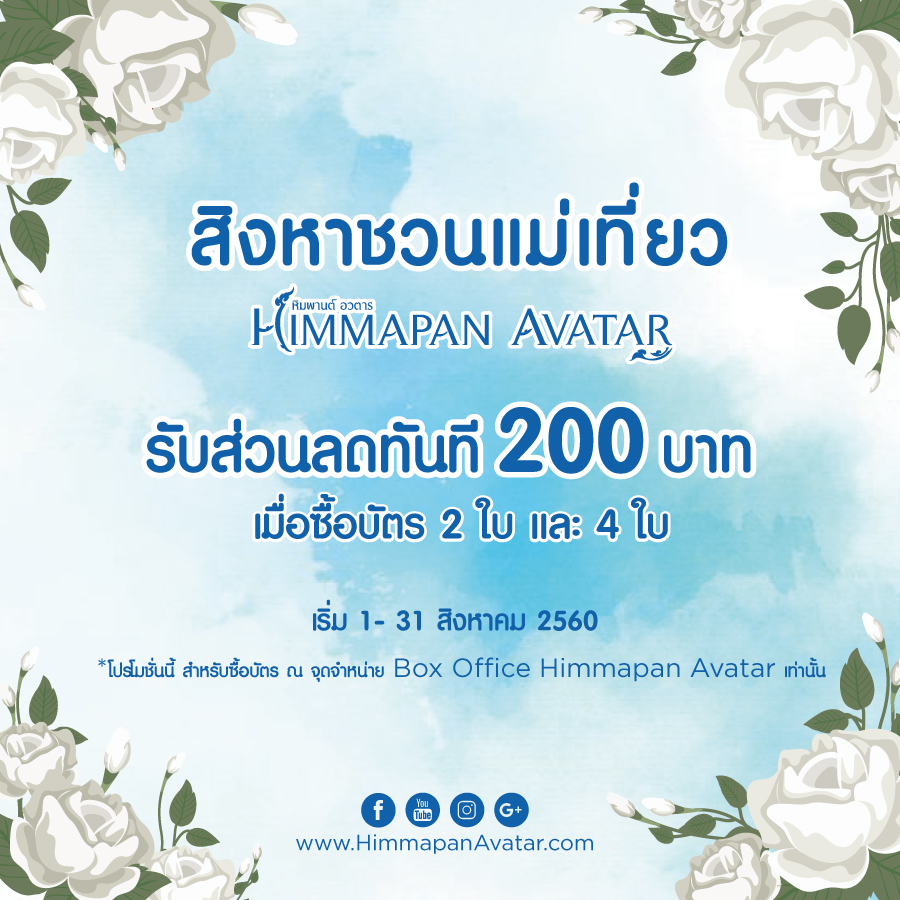 สิงหาชวนแม่เที่ยว
หิมพานต์ อวตาร
HIMMAPAN AVATAR
รับส่วนลดทันที 200 บาท
เมื่อซื้อบัตร 2 ใบ และ 4 ใบ
เริ่ม 1- 31 สิงหาคม 2560
*โปรโมชั่นนี้ สำหรับซื้อบัตร ณ จุดจำหน่าย Box Office Himmapan Avatar เท่านั้น
f You Tube G+
www.HimmapanAvatar.com